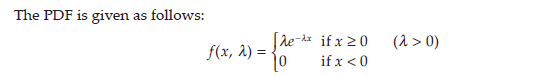 The PDF is given as follows:
f(x, λ) = { λe^{-λx} if x ≥ 0 (λ > 0)
0 if x < 0